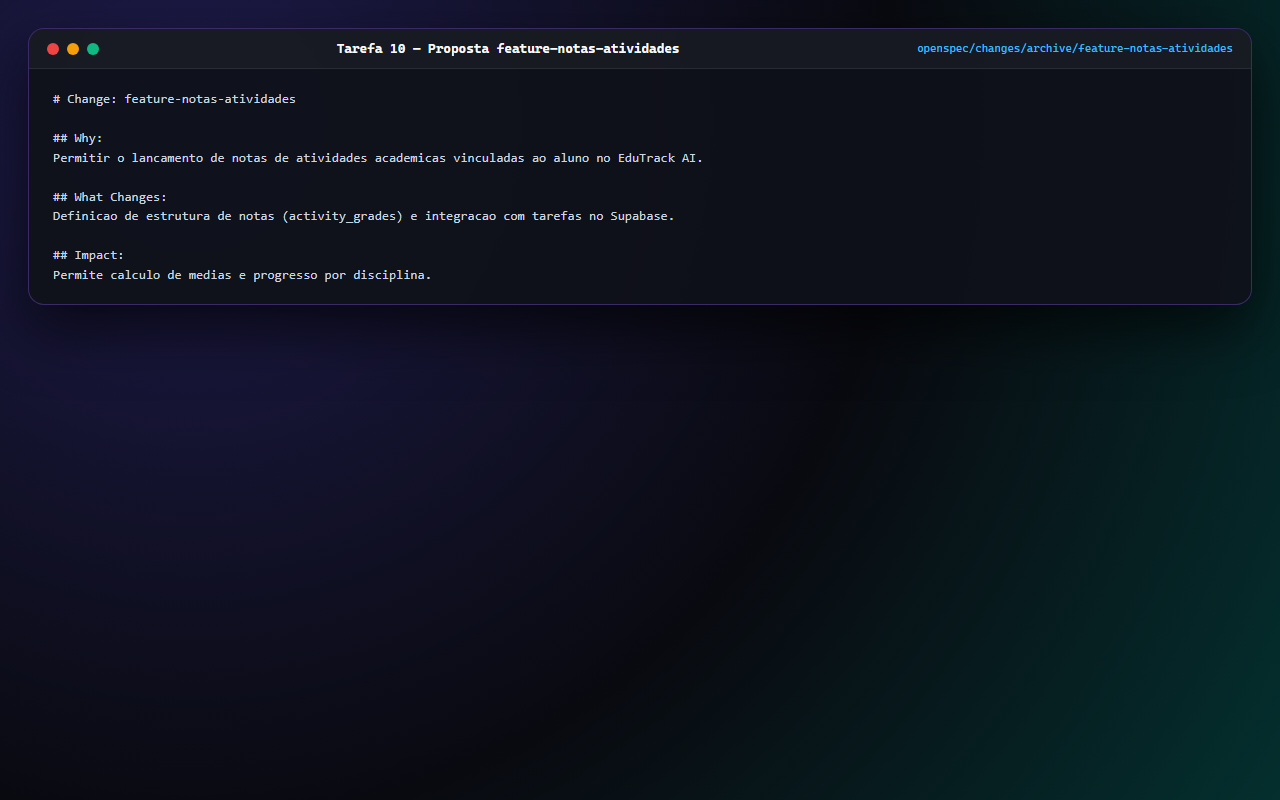 Tarefa 10 — Proposta feature-notas-atividades
openspec/changes/archive/feature-notas-atividades
# Change: feature-notas-atividades
## Why:
Permitir o lancamento de notas de atividades academicas vinculadas ao aluno no EduTrack AI.
## What Changes:
Definicao de estrutura de notas (activity_grades) e integracao com tarefas no Supabase.
## Impact:
Permite calculo de medias e progresso por disciplina.